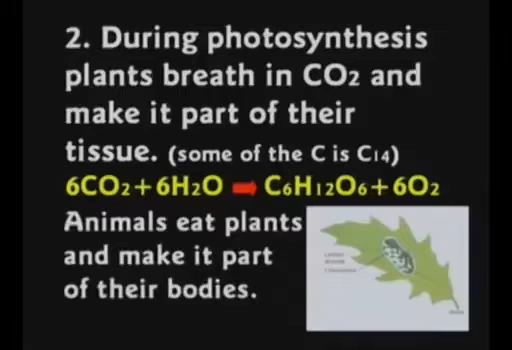 2. During photosynthesis
plants breath in CO2 and
make it part of their
tissue. (some of the C is C14)
6CO2+6H2O ➡ C6H12O6+6O2
Animals eat plants
and make it part
of their bodies.